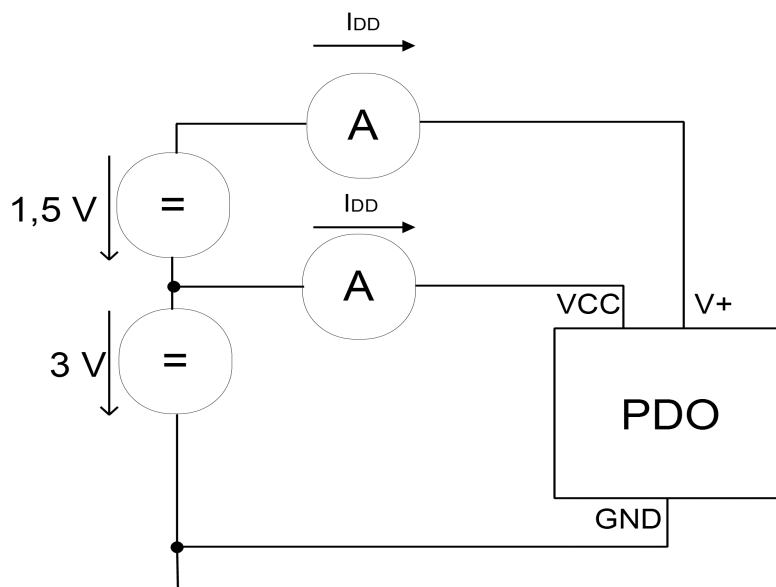 IDD
A
1,5 V
=
IDD
A
VCC
V+
3 V
=
PDO
GND